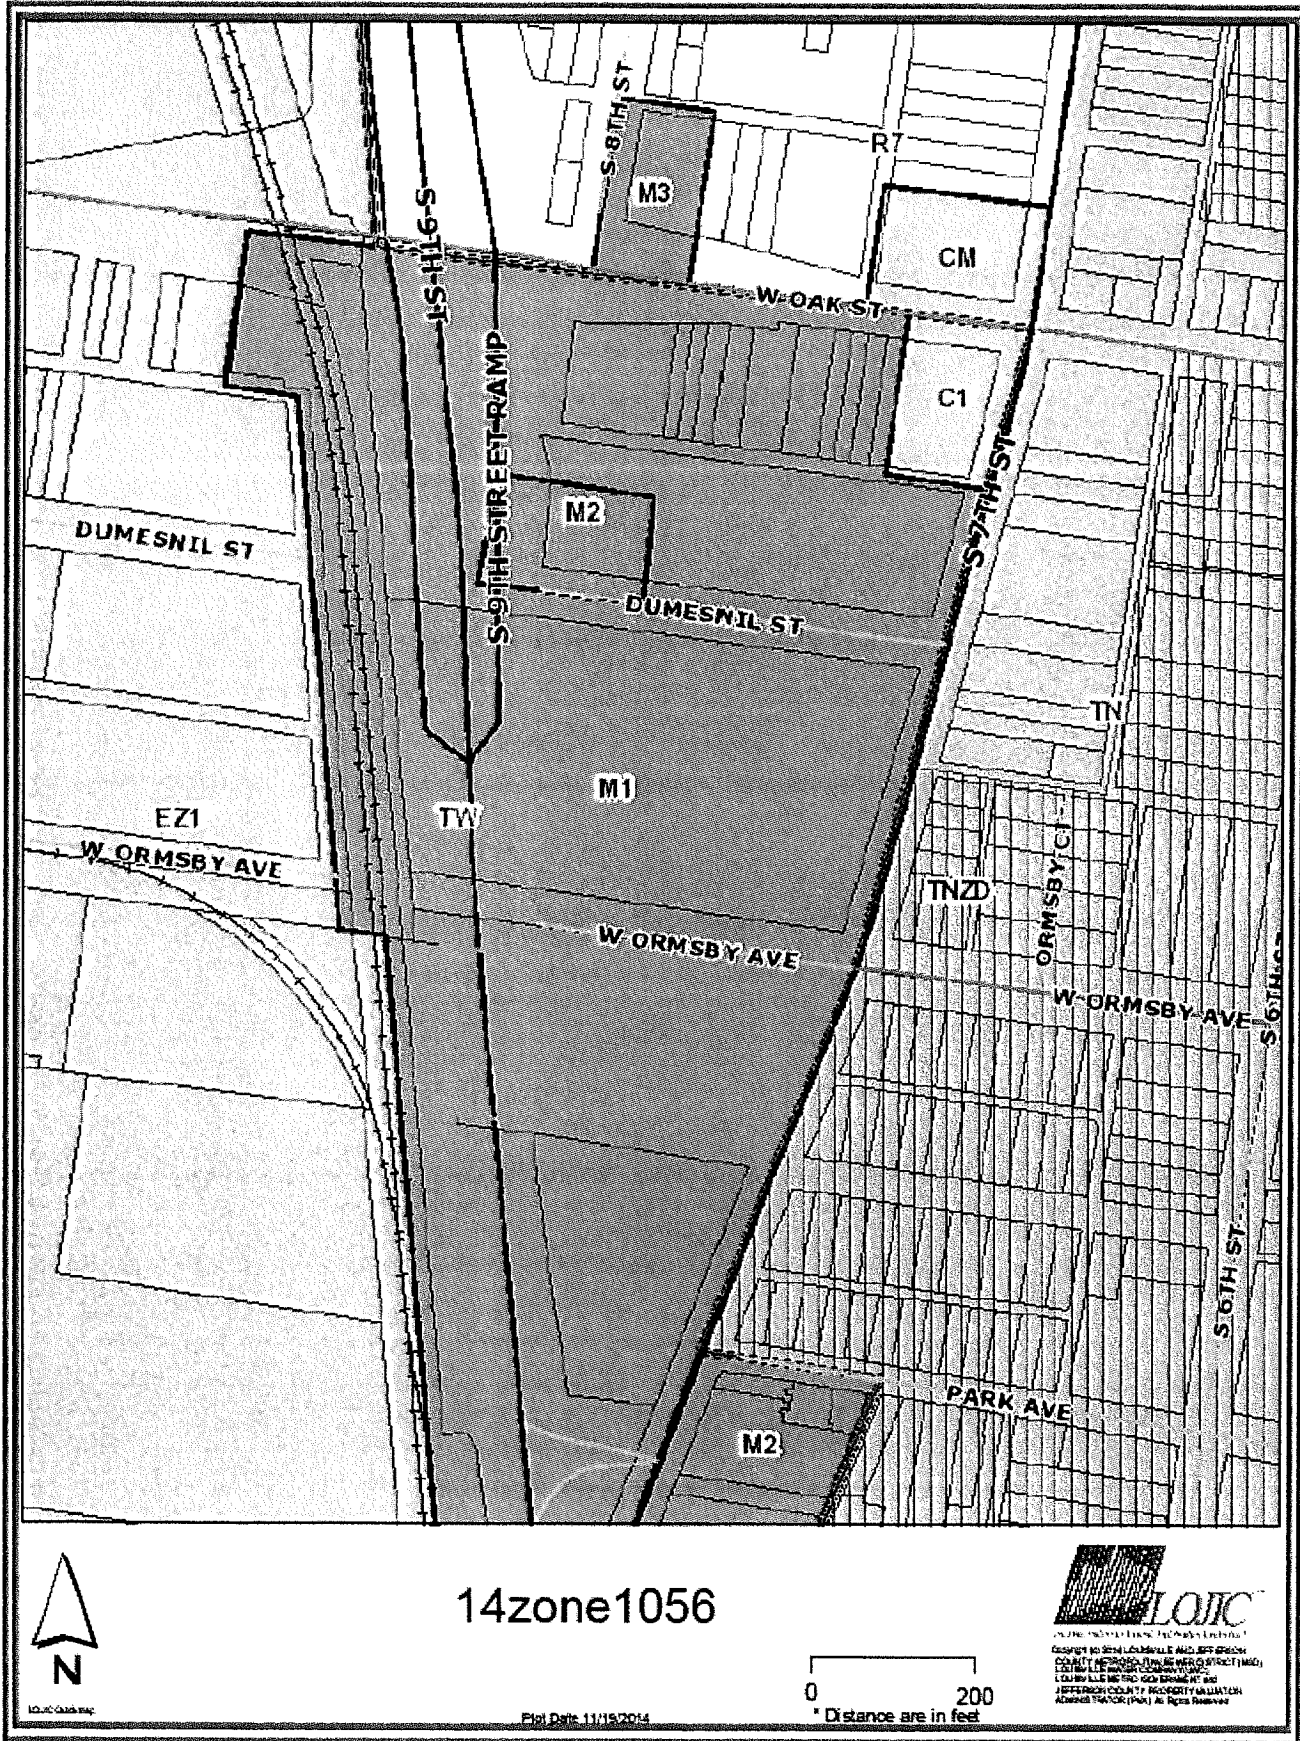 S 8TH ST
R7
M3
S 9TH ST
CM
W OAK ST
S 9TH STREET RAMP
C1
S 7TH ST
M2
DUMESNIL ST
DUMESNIL ST
TN
M1
EZ1
TW
W ORMSBY AVE
TNZD
ORMSBY CT
W ORMSBY AVE
W ORMSBY AVE
S 6TH ST
S 6TH ST
PARK AVE
M2
N
14zone1056
LOJIC
0 200
* Distance are in feet
Plot Date 11/19/2014